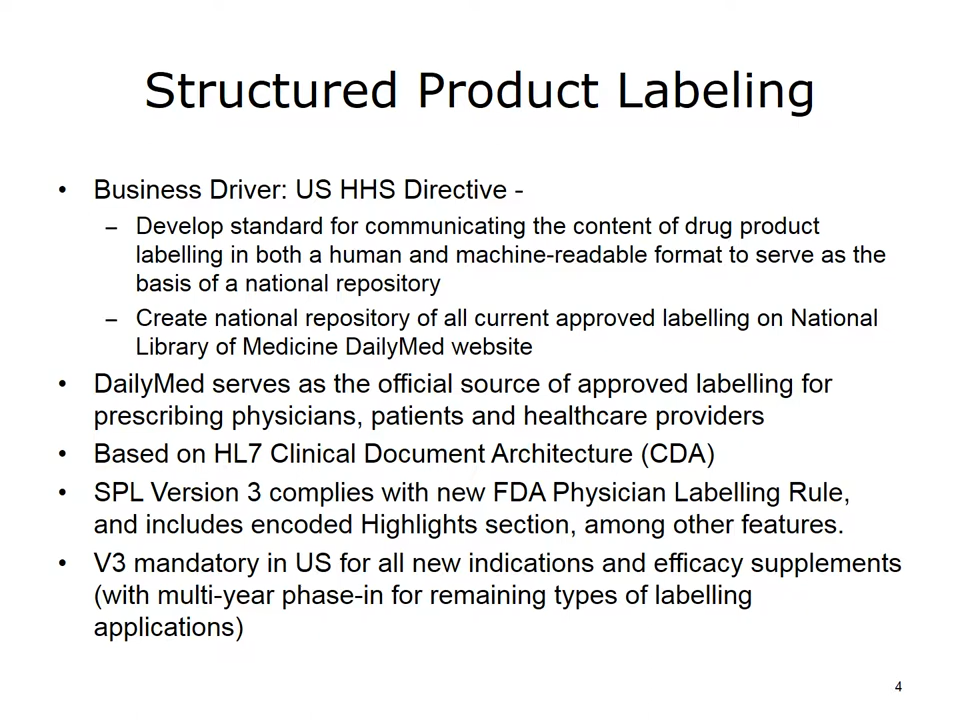 Structured Product Labeling
• Business Driver: US HHS Directive -
– Develop standard for communicating the content of drug product
labelling in both a human and machine-readable format to serve as the
basis of a national repository
– Create national repository of all current approved labelling on National
Library of Medicine DailyMed website
• DailyMed serves as the official source of approved labelling for
prescribing physicians, patients and healthcare providers
• Based on HL7 Clinical Document Architecture (CDA)
• SPL Version 3 complies with new FDA Physician Labelling Rule,
and includes encoded Highlights section, among other features.
• V3 mandatory in US for all new indications and efficacy supplements
(with multi-year phase-in for remaining types of labelling
applications)
4